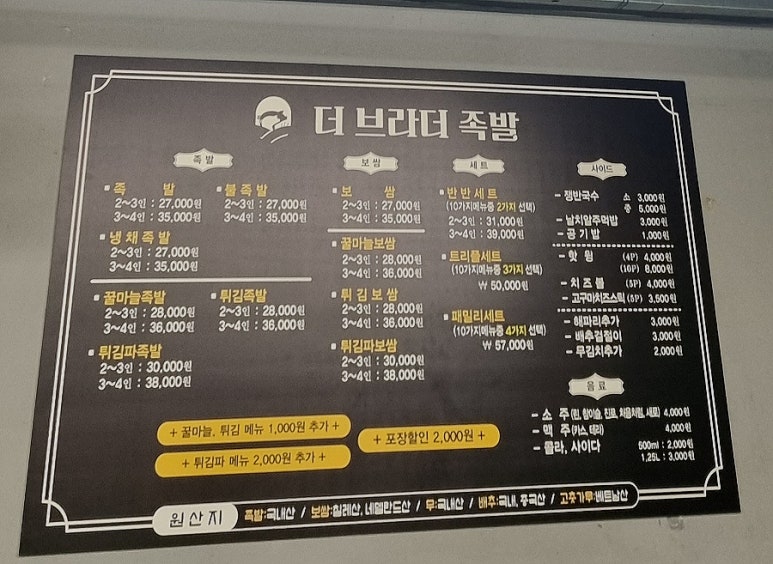 더 브라더 족발
족발
족 발
2~3인 : 27,000원
3~4인 : 35,000원
불족발
2~3인 : 27,000원
3~4인 : 35,000원
냉채족발
2~3인 : 27,000원
3~4인 : 35,000원
꿀마늘족발
2~3인 : 28,000원
3~4인 : 36,000원
튀김족발
2~3인 : 28,000원
3~4인 : 36,000원
튀김파족발
2~3인 : 30,000원
3~4인 : 38,000원
보쌈
보 쌈
2~3인 : 27,000원
3~4인 : 35,000원
꿀마늘보쌈
2~3인 : 28,000원
3~4인 : 36,000원
튀김보쌈
2~3인 : 28,000원
3~4인 : 36,000원
튀김파보쌈
2~3인 : 30,000원
3~4인 : 38,000원
세트
반반세트
(10가지메뉴중 2가지 선택)
2~3인 : 31,000원
3~4인 : 39,000원
트리플세트
(10가지메뉴중 3가지 선택)
₩ 50,000원
패밀리세트
(10가지메뉴중 4가지 선택)
₩ 57,000원
사이드
- 쟁반국수 소 3,000원
중 5,000원
- 날치알주먹밥 3,000원
- 공기밥 1,000원
- 핫 윙 (4P) 4,000원
(10P) 8,000원
- 치즈볼 (5P) 4,000원
- 고구마치즈스틱 (5P) 3,500원
- 해파리추가 3,000원
- 배추겉절이 3,000원
- 무김치추가 2,000원
음료
- 소 주(린, 참이슬, 진로, 처음처럼, 새로) 4,000원
- 맥 주(카스, 테라) 4,000원
- 콜라, 사이다 500ml : 2,000원
1.25L : 3,000원
+ 꿀마늘, 튀김 메뉴 1,000원 추가 +
+ 포장할인 2,000원 +
+ 튀김파 메뉴 2,000원 추가 +
원산지 족발:국내산 / 보쌈:칠레산, 네델란드산 / 무:국내산 / 배추:국내, 중국산 / 고춧가루:베트남산